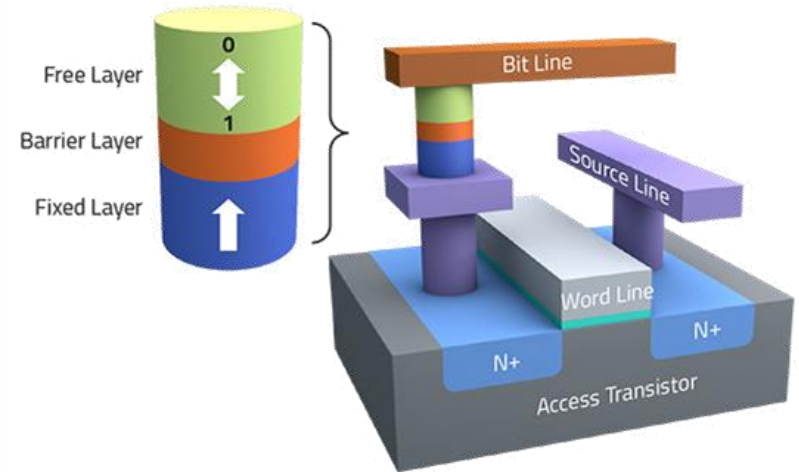 0
Free Layer
1
Barrier Layer
Fixed Layer
Bit Line
Source Line
Word Line
N+
N+
Access Transistor